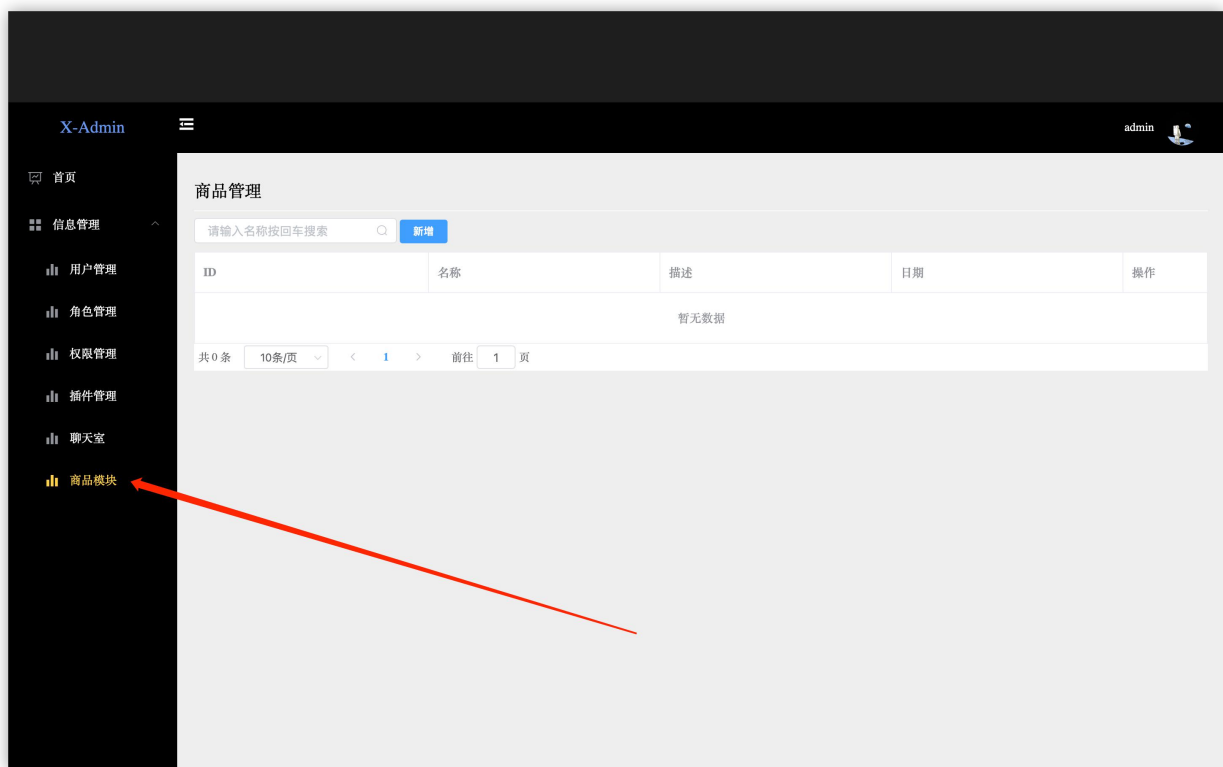 X-Admin
admin
首页
信息管理
用户管理
角色管理
权限管理
插件管理
聊天室
商品模块
商品管理
请输入名称按回车搜索 新增
ID 名称 描述 日期 操作
暂无数据
共 0 条 10条/页 1 前往 1 页